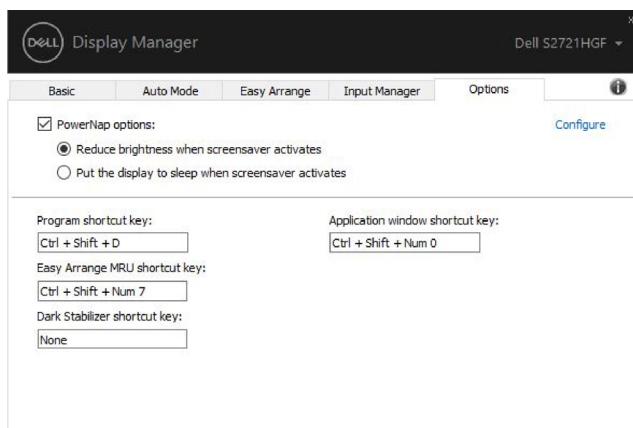 DELL Display Manager
Dell S2721HGF
Basic Auto Mode Easy Arrange Input Manager Options
PowerNap options:
Configure
Reduce brightness when screensaver activates
Put the display to sleep when screensaver activates
Program shortcut key:
Application window shortcut key:
Ctrl + Shift + D
Ctrl + Shift + Num 0
Easy Arrange MRU shortcut key:
Ctrl + Shift + Num 7
Dark Stabilizer shortcut key:
None